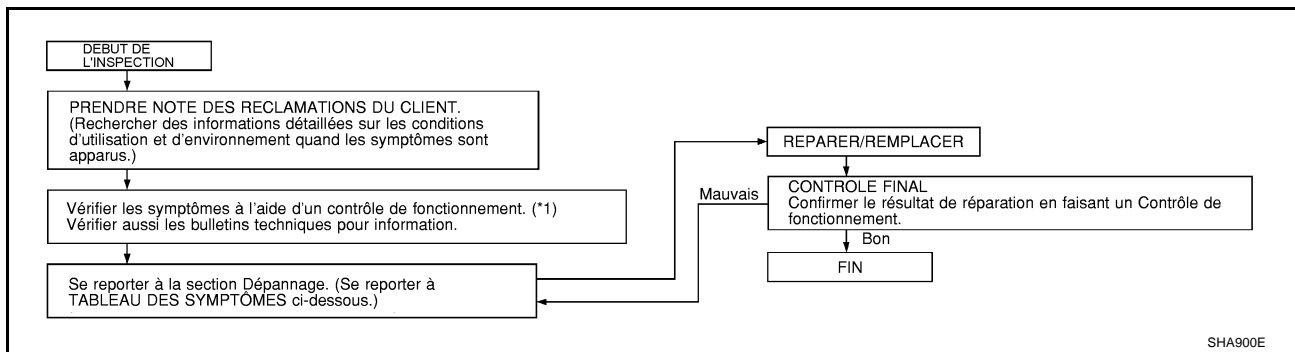 DEBUT DE
L'INSPECTION
PRENDRE NOTE DES RECLAMATIONS DU CLIENT.
(Rechercher des informations détaillées sur les conditions
d'utilisation et d'environnement quand les symptômes sont
apparus.)
Vérifier les symptômes à l'aide d'un contrôle de fonctionnement. (*1)
Vérifier aussi les bulletins techniques pour information.
Se reporter à la section Dépannage. (Se reporter à
TABLEAU DES SYMPTÔMES ci-dessous.)
REPARER/REMPLACER
Mauvais
CONTROLE FINAL
Confirmer le résultat de réparation en faisant un Contrôle de
fonctionnement.
Bon
FIN
SHA900E